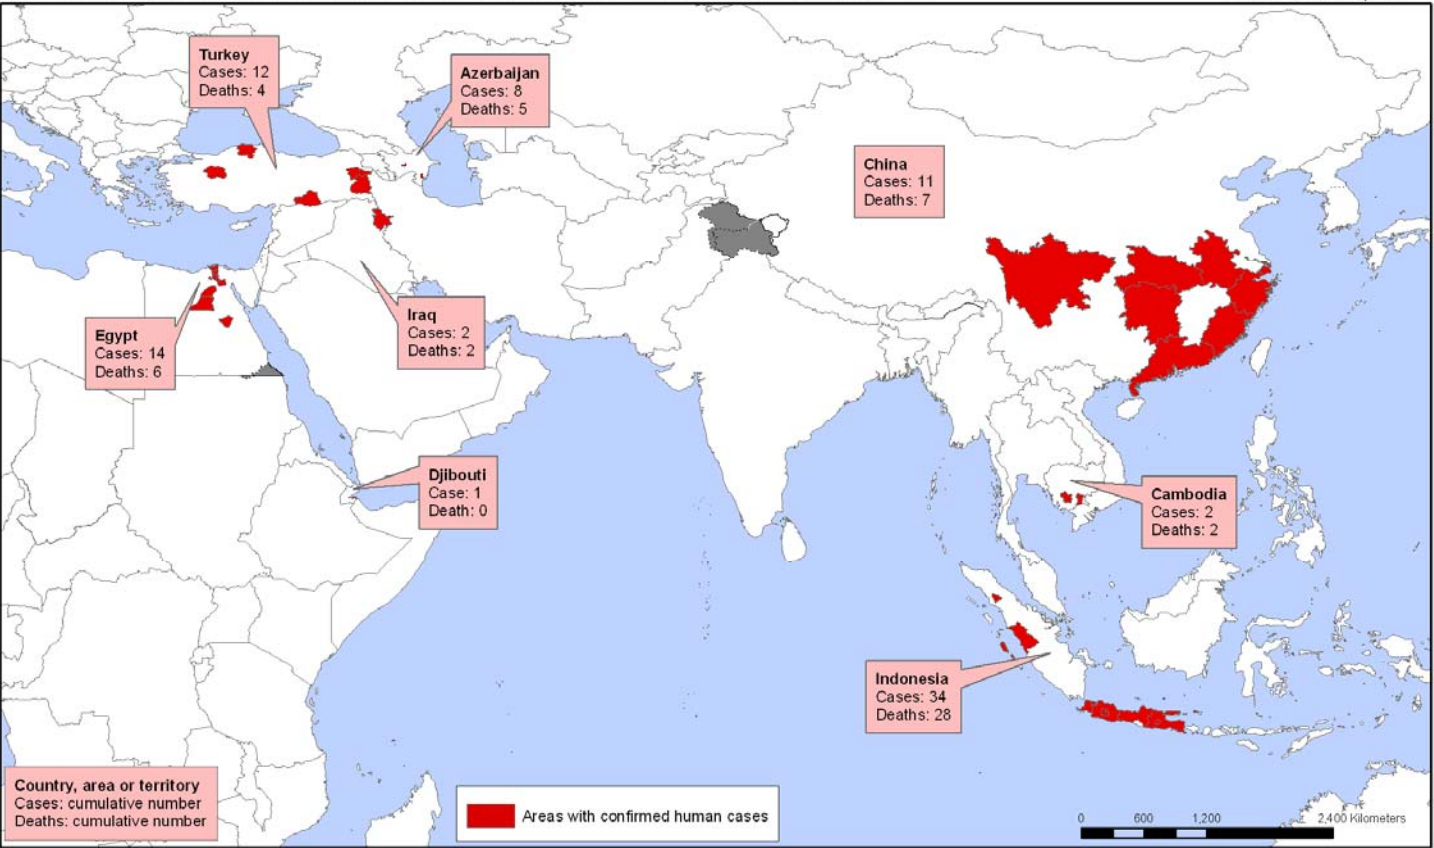 Turkey
Cases: 12
Deaths: 4
Azerbaijan
Cases: 8
Deaths: 5
China
Cases: 11
Deaths: 7
Iraq
Cases: 2
Deaths: 2
Egypt
Cases: 14
Deaths: 6
Djibouti
Case: 1
Death: 0
Cambodia
Cases: 2
Deaths: 2
Indonesia
Cases: 34
Deaths: 28
Country, area or territory
Cases: cumulative number
Deaths: cumulative number
Areas with confirmed human cases
0 600 1,200 2,400 Kilometers